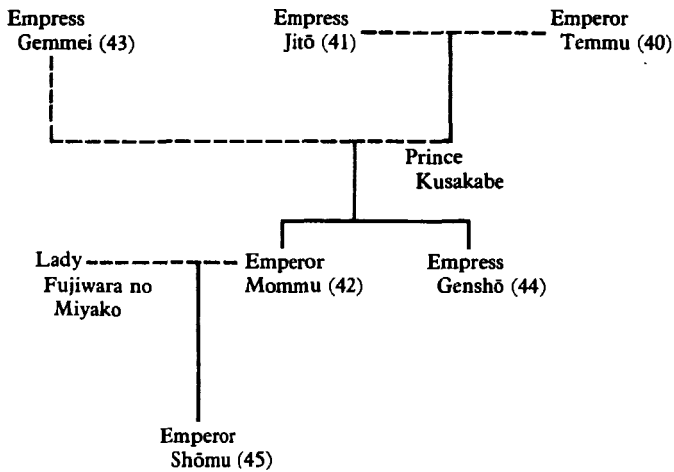 Empress
Gemmei (43)
Empress
Jitō (41)
Emperor
Temmu (40)
Prince
Kusakabe
Lady
Fujiwara no
Miyako
Emperor
Mommu (42)
Empress
Genshō (44)
Emperor
Shōmu (45)